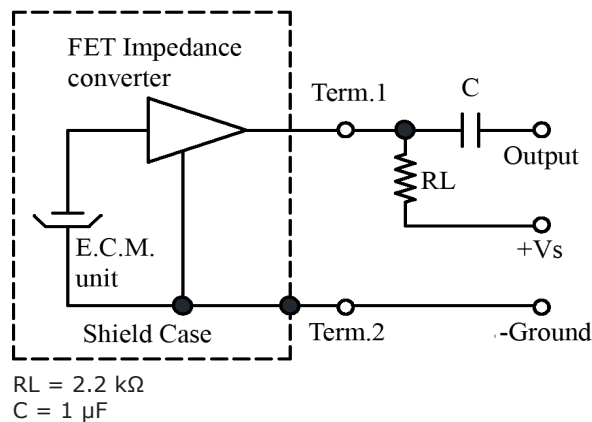 FET Impedance
converter
Term.1
C
Output
RL
+Vs
E.C.M.
unit
Shield Case
Term.2
-Ground
RL = 2.2 kΩ
C = 1 μF